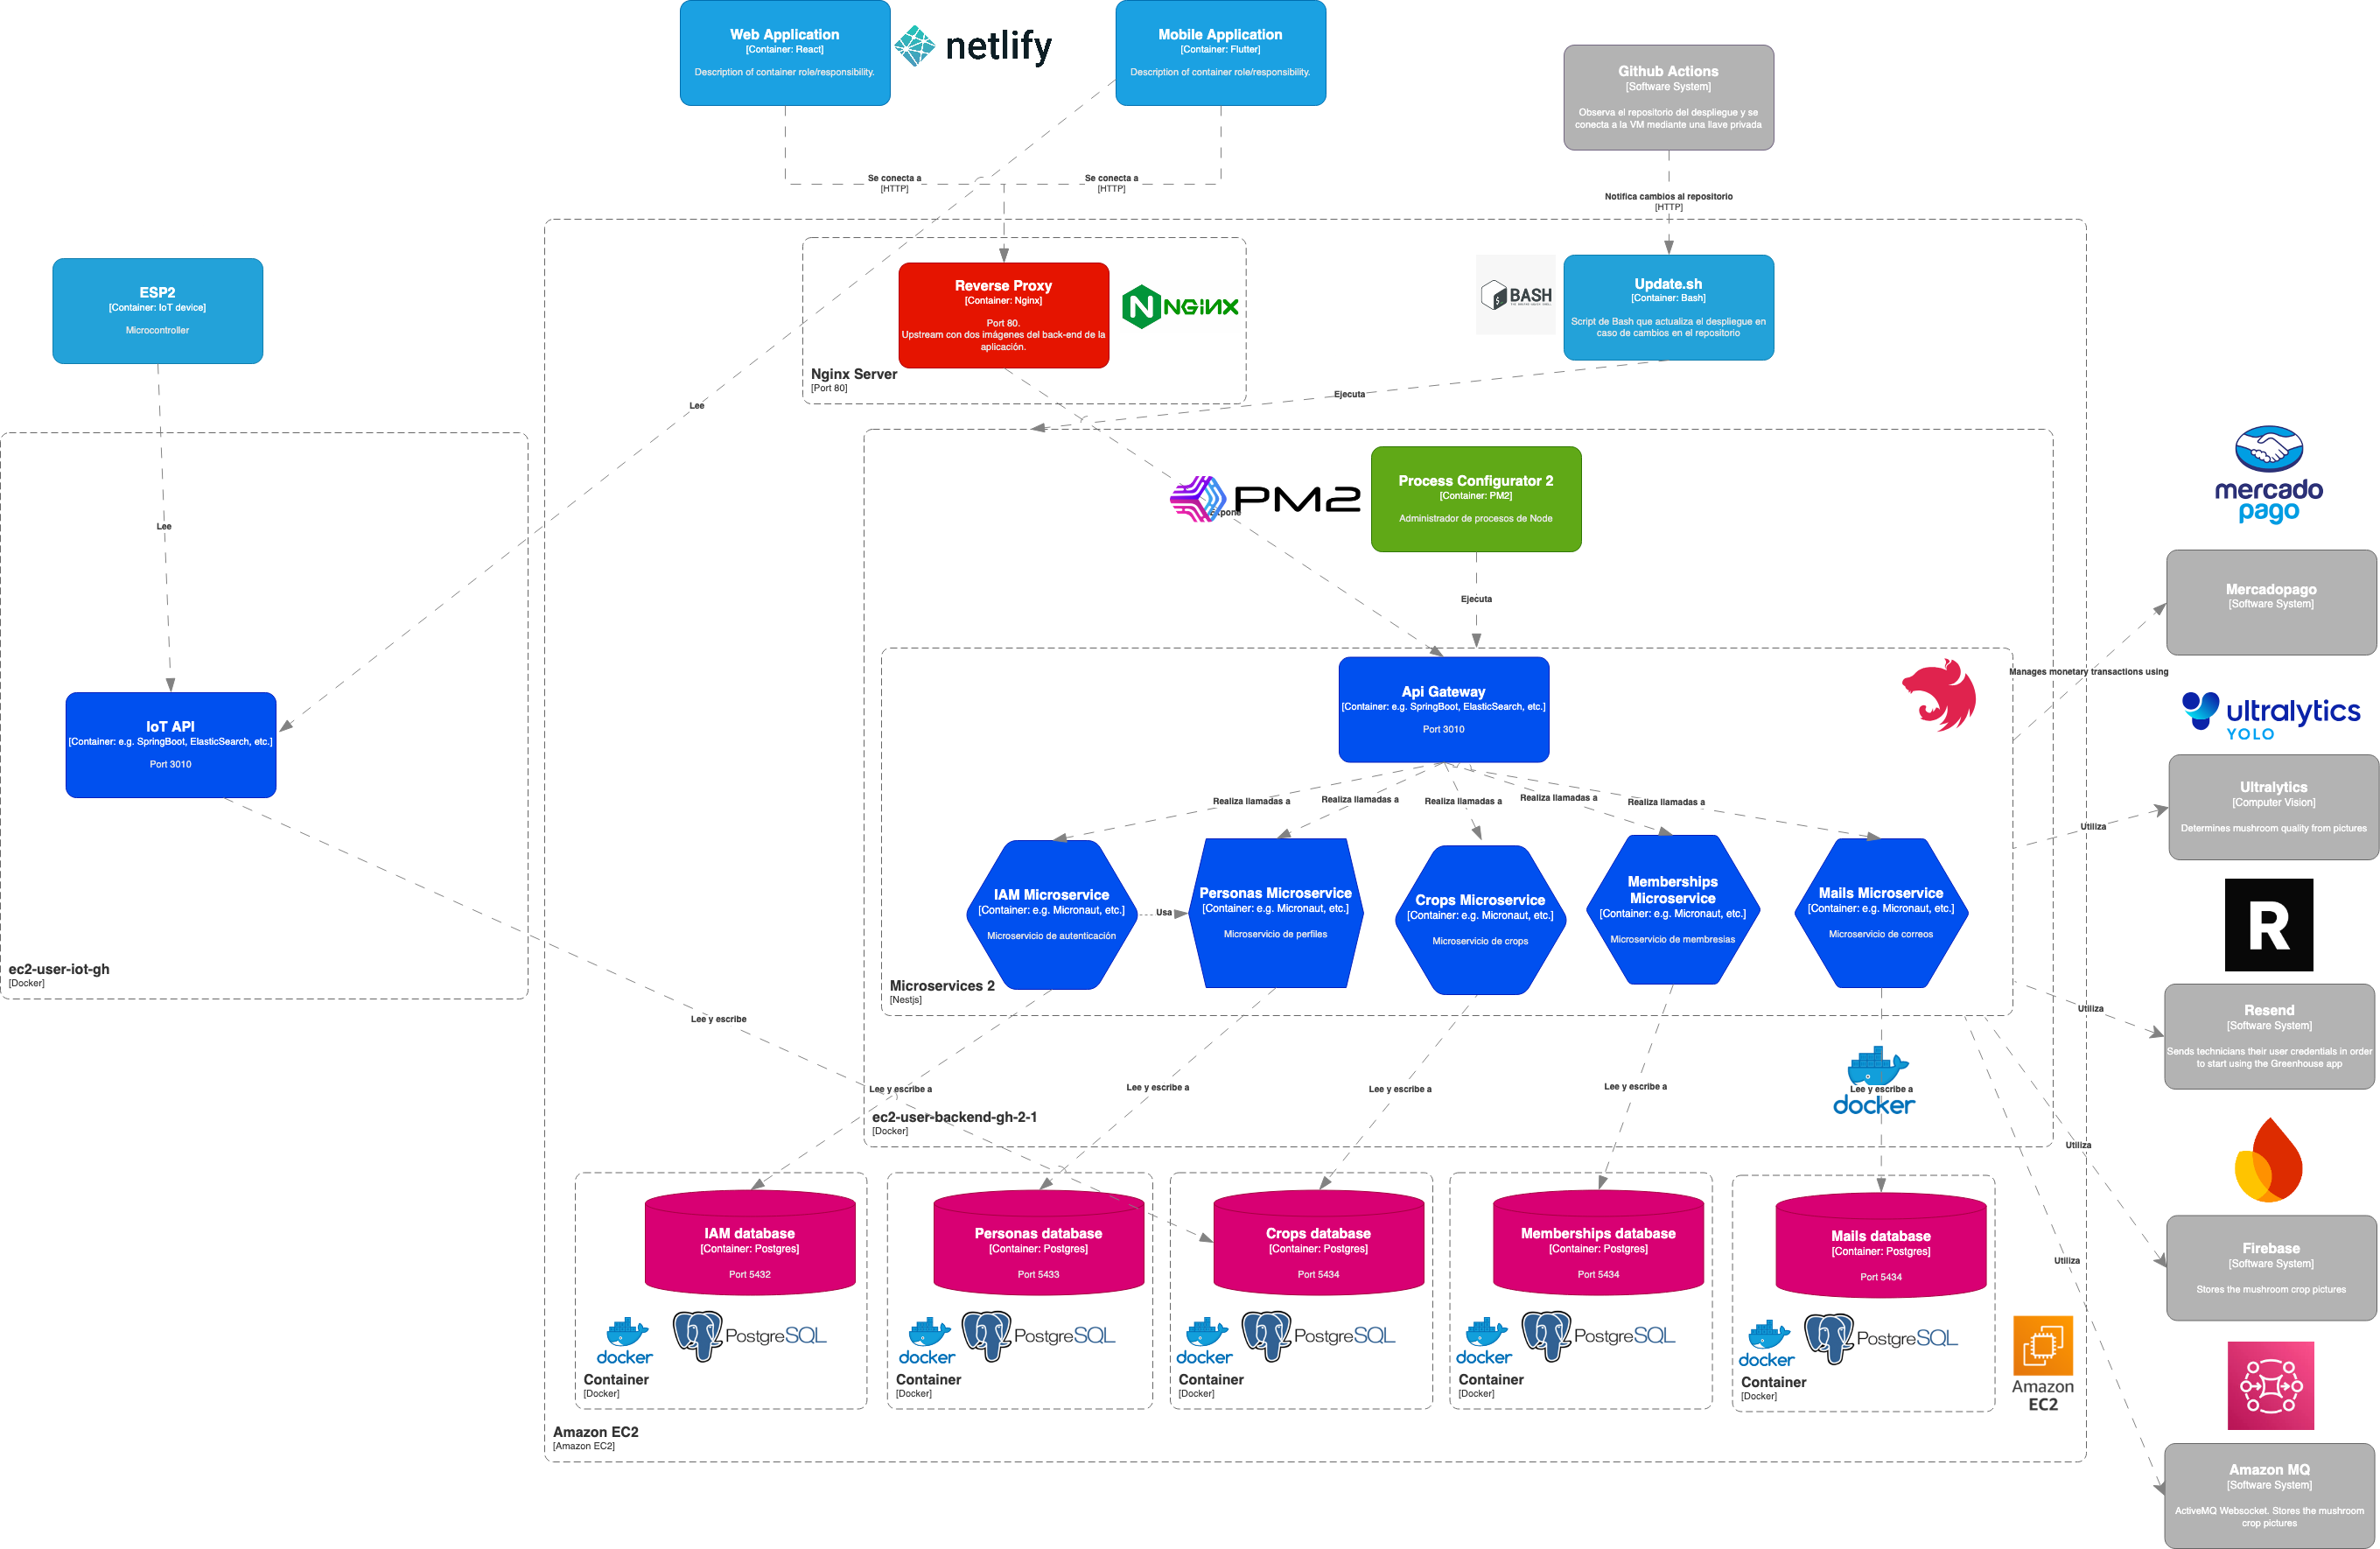 Web Application
[Container: React]
Description of container role/responsibility.
netlify
Mobile Application
[Container: Flutter]
Description of container role/responsibility.
Github Actions
[Software System]
Observa el repositorio del despliegue y se
conecta a la VM mediante una llave privada
Se conecta a
[HTTP]
Se conecta a
[HTTP]
Notifica cambios al repositorio
[HTTP]
ESP2
[Container: IoT device]
Microcontroller
Reverse Proxy
[Container: Nginx]
Port 80.
Upstream con dos imágenes del back-end de la
aplicación.
NGINX
Nginx Server
[Port 80]
BASH
Update.sh
[Container: Bash]
Script de Bash que actualiza el despliegue en
caso de cambios en el repositorio
Ejecuta
Lee
Lee
PM2
Expone
Process Configurator 2
[Container: PM2]
Administrador de procesos de Node
Ejecuta
mercado
pago
Mercadopago
[Software System]
Manages monetary transactions using
Api Gateway
[Container: e.g. SpringBoot, ElasticSearch, etc.]
Port 3010
IoT API
[Container: e.g. SpringBoot, ElasticSearch, etc.]
Port 3010
ultralytics
YOLO
Ultralytics
[Computer Vision]
Determines mushroom quality from pictures
Utiliza
Realiza llamadas a
Realiza llamadas a
Realiza llamadas a
Realiza llamadas a
Realiza llamadas a
IAM Microservice
[Container: e.g. Micronaut, etc.]
Microservicio de autenticación
Usa
Personas Microservice
[Container: e.g. Micronaut, etc.]
Microservicio de perfiles
Crops Microservice
[Container: e.g. Micronaut, etc.]
Microservicio de crops
Memberships
Microservice
[Container: e.g. Micronaut, etc.]
Microservicio de membresias
Mails Microservice
[Container: e.g. Micronaut, etc.]
Microservicio de correos
R
ec2-user-iot-gh
[Docker]
Microservices 2
[Nestjs]
Utiliza
Resend
[Software System]
Sends technicians their user credentials in order
to start using the Greenhouse app
Lee y escribe
Lee y escribe a
Lee y escribe a
Lee y escribe a
Lee y escribe a
Lee y escribe a
docker
ec2-user-backend-gh-2-1
[Docker]
Utiliza
IAM database
[Container: Postgres]
Port 5432
Personas database
[Container: Postgres]
Port 5433
Crops database
[Container: Postgres]
Port 5434
Memberships database
[Container: Postgres]
Port 5434
Mails database
[Container: Postgres]
Port 5434
Utiliza
Firebase
[Software System]
Stores the mushroom crop pictures
docker
PostgreSQL
Container
[Docker]
docker
PostgreSQL
Container
[Docker]
docker
PostgreSQL
Container
[Docker]
docker
PostgreSQL
Container
[Docker]
docker
PostgreSQL
Container
[Docker]
Amazon
EC2
Amazon EC2
[Amazon EC2]
Amazon MQ
[Software System]
ActiveMQ Websocket. Stores the mushroom
crop pictures